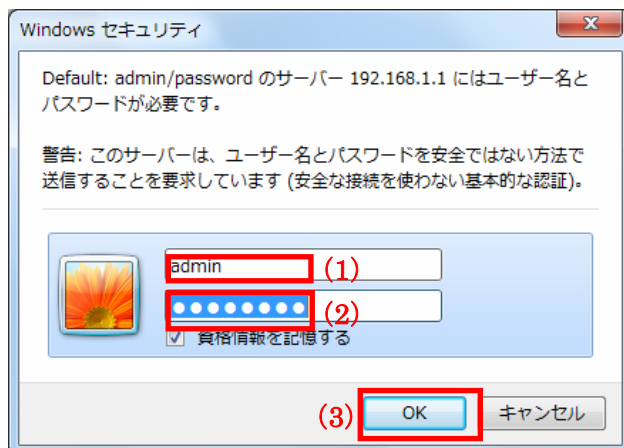 Windows セキュリティ
Default: admin/password のサーバー 192.168.1.1 にはユーザー名と
パスワードが必要です。
警告: このサーバーは、ユーザー名とパスワードを安全ではない方法で
送信することを要求しています (安全な接続を使わない基本的な認証)。
admin (1)
●●●●●●●● (2)
資格情報を記憶する
(3) OK キャンセル